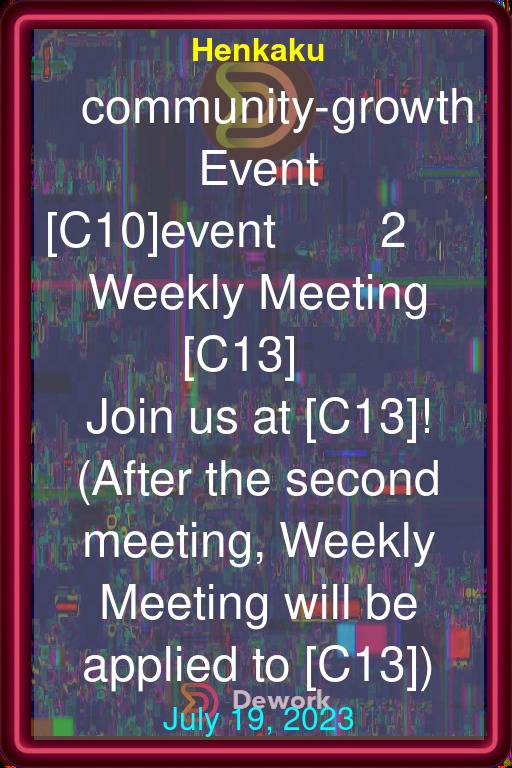 Henkaku
community-growth
Event
[C10]event 2
Weekly Meeting
[C13]
Join us at [C13]!
(After the second
meeting, Weekly
Meeting will be
applied to [C13])
Dework
July 19, 2023